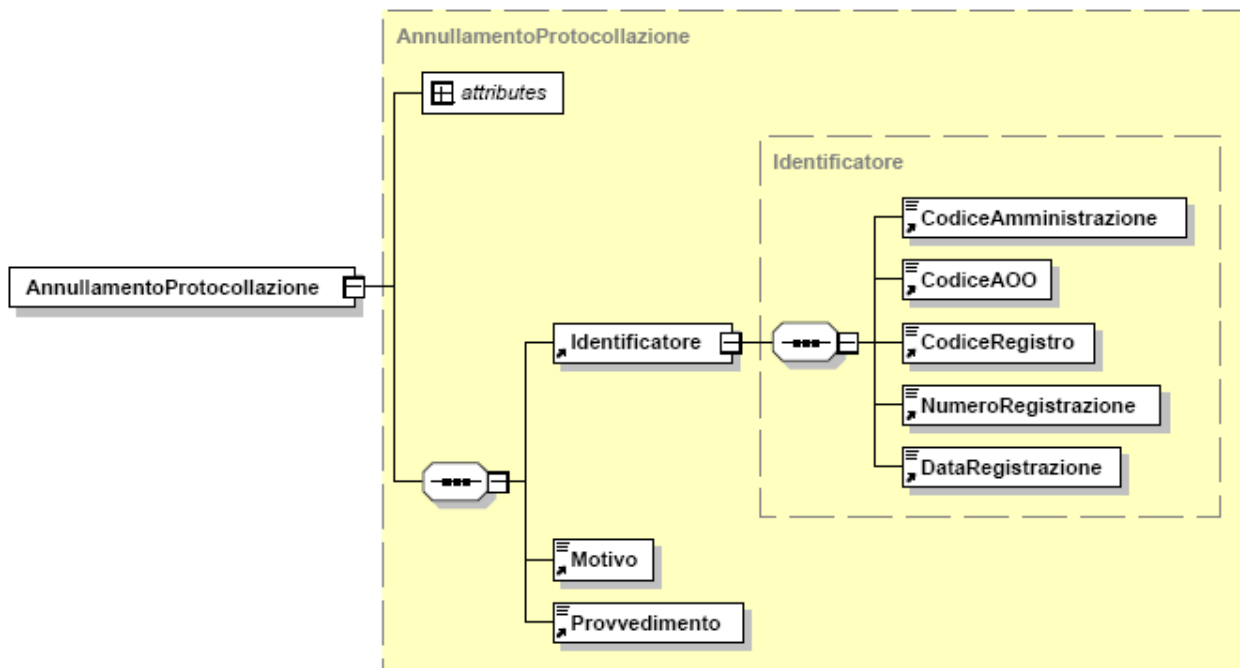 AnnullamentoProtocollazione
attributes
Identificatore
CodiceAmministrazione
CodiceAOO
AnnullamentoProtocollazione
Identificatore
CodiceRegistro
NumeroRegistrazione
DataRegistrazione
Motivo
Provvedimento